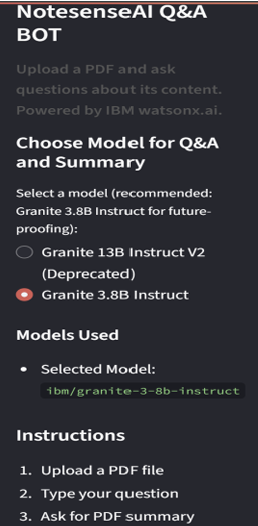 NotesenseAI Q&A
BOT
Upload a PDF and ask
questions about its content.
Powered by IBM watsonx.ai.
Choose Model for Q&A
and Summary
Select a model (recommended:
Granite 3.8B Instruct for future-
proofing):
Granite 13B Instruct V2
(Deprecated)
Granite 3.8B Instruct
Models Used
• Selected Model:
ibm/granite-3-8b-instruct
Instructions
1. Upload a PDF file
2. Type your question
3. Ask for PDF summary